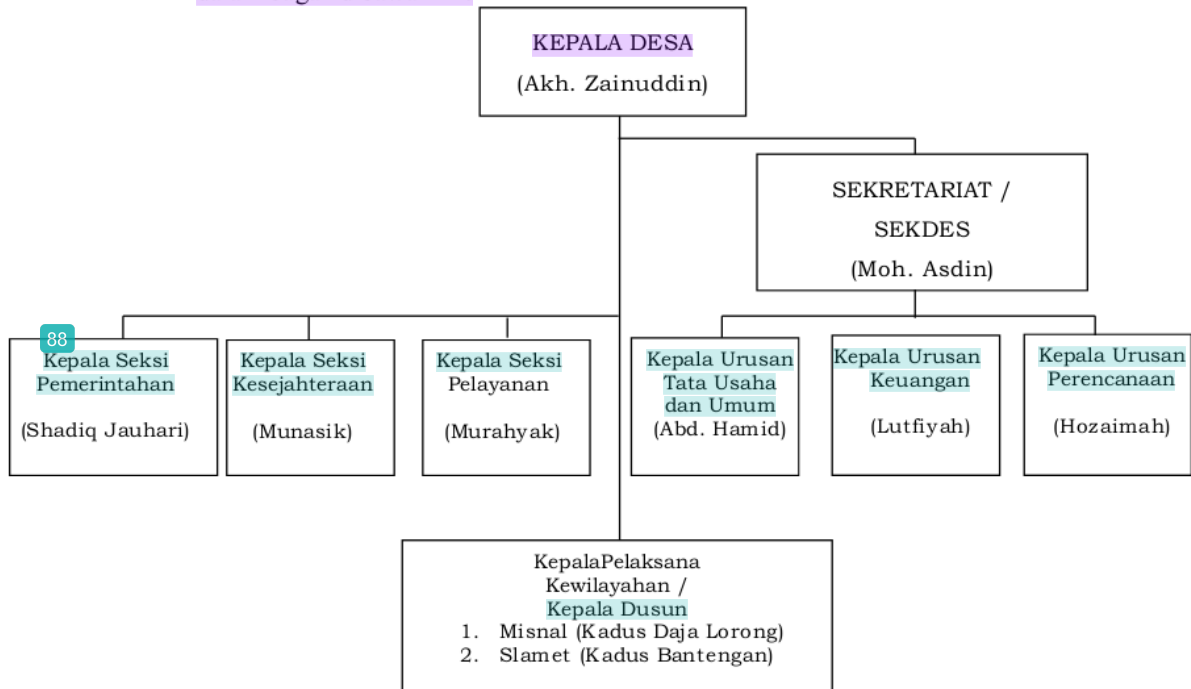 KEPALA DESA
(Akh. Zainuddin)
SEKRETARIAT /
SEKDES
(Moh. Asdin)
88
Kepala Seksi
Pemerintahan
(Shadiq Jauhari)
Kepala Seksi
Kesejahteraan
(Munasik)
Kepala Seksi
Pelayanan
(Murahyak)
Kepala Urusan
Tata Usaha
dan Umum
(Abd. Hamid)
Kepala Urusan
Keuangan
(Lutfiyah)
Kepala Urusan
Perencanaan
(Hozaimah)
KepalaPelaksana
Kewilayahan /
Kepala Dusun
1. Misnal (Kadus Daja Lorong)
2. Slamet (Kadus Bantengan)